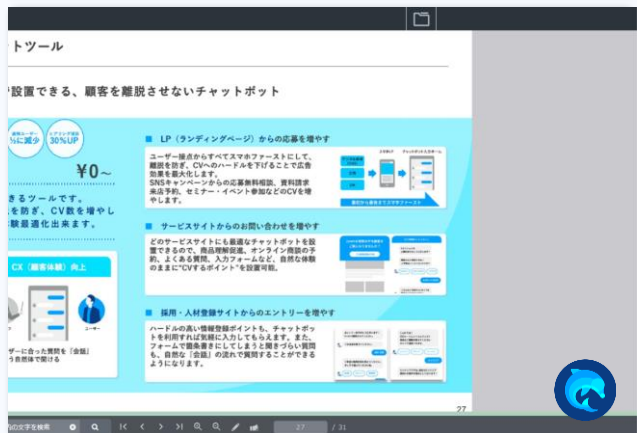 トツール
設置できる、顧客を離脱させないチャットボット
½に減少
30%UP
¥0~
きるツールです。
を防ぎ、CV数を増やし
験最適化出来ます。
CX（顧客体験）向上
ユーザー
ザーに合った質問を「会話」
う自然体で聞ける
■ LP（ランディングページ）からの応募を増やす
ユーザー接点からすべてスマホファーストにして、
離脱を防ぎ、CVへのハードルを下げることで広告
効果を最大化します。
SNSキャンペーンからの応募無料相談、資料請求
来店予約、セミナー・イベント参加などのCVを増
やします。
■ サービスサイトからのお問い合わせを増やす
どのサービスサイトにも最適なチャットボットを設
置できるので、商品理解促進、オンライン商談の予
約、よくある質問、入力フォームなど、自然な体験
のままに"CVするポイント"を設置可能。
■ 採用・人材登録サイトからのエントリーを増やす
ハードルの高い情報登録ポイントも、チャットボッ
トを利用すれば気軽に入力してもらえます。また、
フォームで箇条書きにしてしまうと聞きづらい質問
も、自然な「会話」の流れで質問することができる
ようになります。
27
内の文字を検索
27 / 31